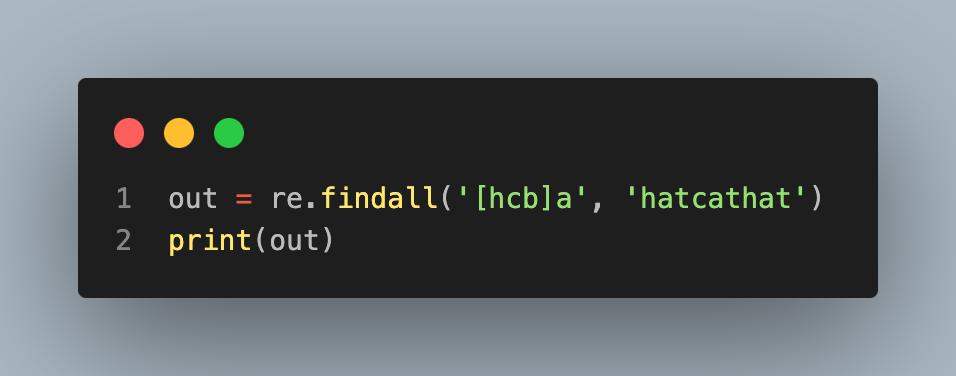 1 out = re.findall('[hcb]a', 'hatcathat')
2 print(out)